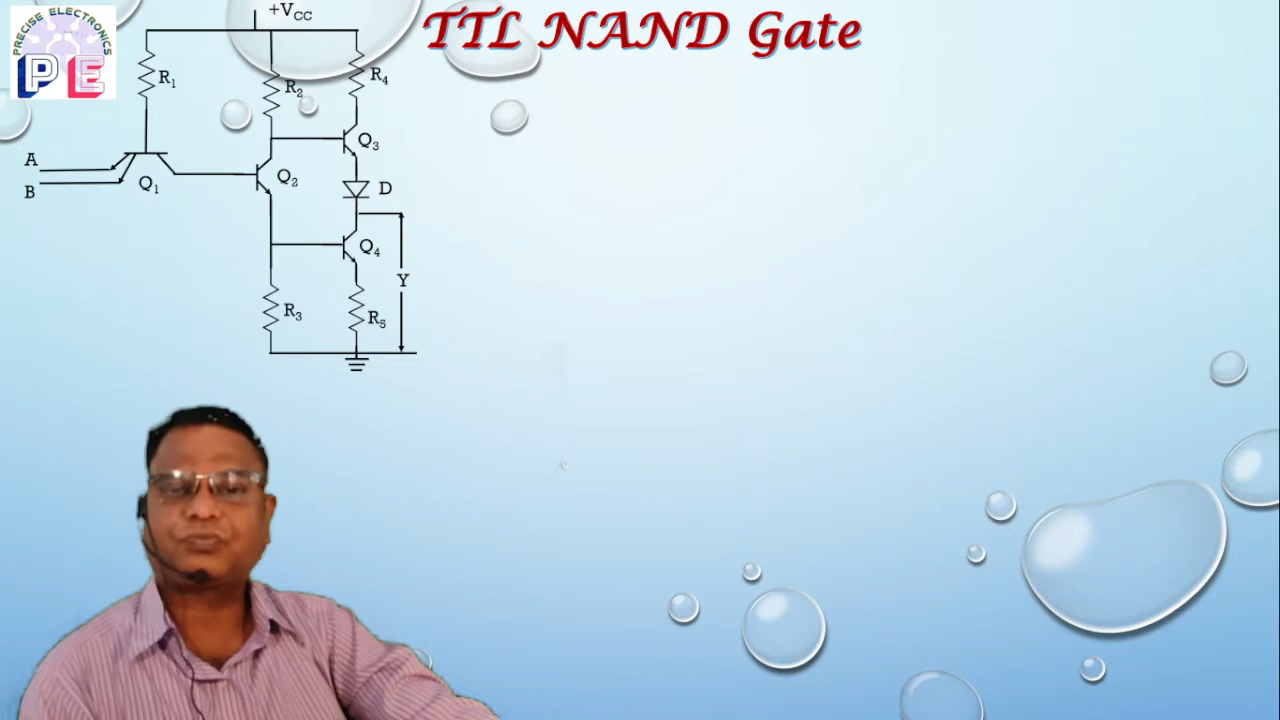 PRECISE ELECTRONICS
PE
TTL NAND Gate
+VCC
R1
R2
R4
Q3
A
B
Q1
Q2
D
Q4
Y
R3
R5